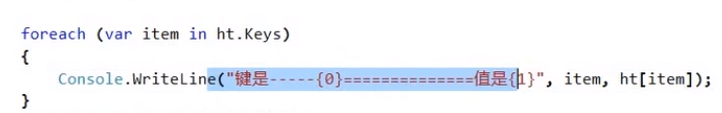 foreach (var item in ht.Keys)
{
Console.WriteLine("键是-----{0}==============值是{1}", item, ht[item]);
}